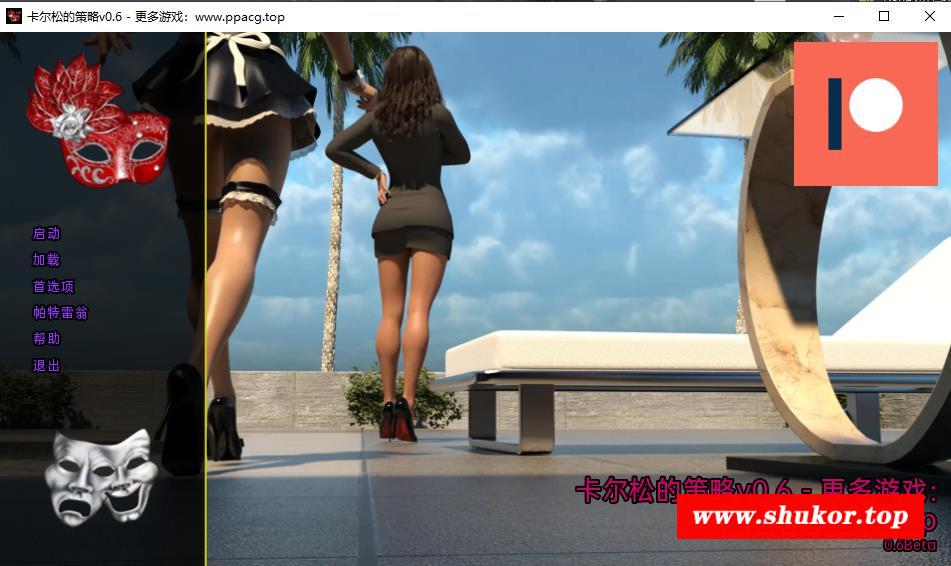 卡尔松的策略v0.6 - 更多游戏：www.ppacg.top
启动
加载
首选项
帕特雷翁
帮助
退出
卡尔松的策略v0.6 - 更多游戏：
www.shukor.top
0.6Beta